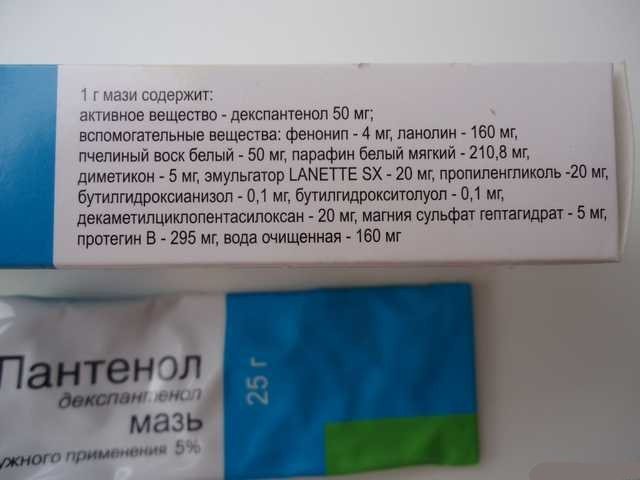 1 г мази содержит:
активное вещество - декспантенол 50 мг;
вспомогательные вещества: фенонип - 4 мг, ланолин - 160 мг,
пчелиный воск белый - 50 мг, парафин белый мягкий - 210,8 мг,
диметикон - 5 мг, эмульгатор LANETTE SX - 20 мг, пропиленгликоль -20 мг,
бутилгидроксианизол - 0,1 мг, бутилгидрокситолуол - 0,1 мг,
декаметилциклопентасилоксан - 20 мг, магния сульфат гептагидрат - 5 мг,
протегин В - 295 мг, вода очищенная - 160 мг
Пантенол
декспантенол
мазь
ужного применения 5%
25 г